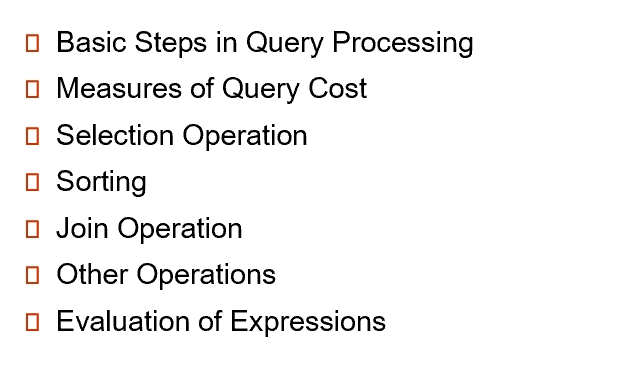 Basic Steps in Query Processing
Measures of Query Cost
Selection Operation
Sorting
Join Operation
Other Operations
Evaluation of Expressions